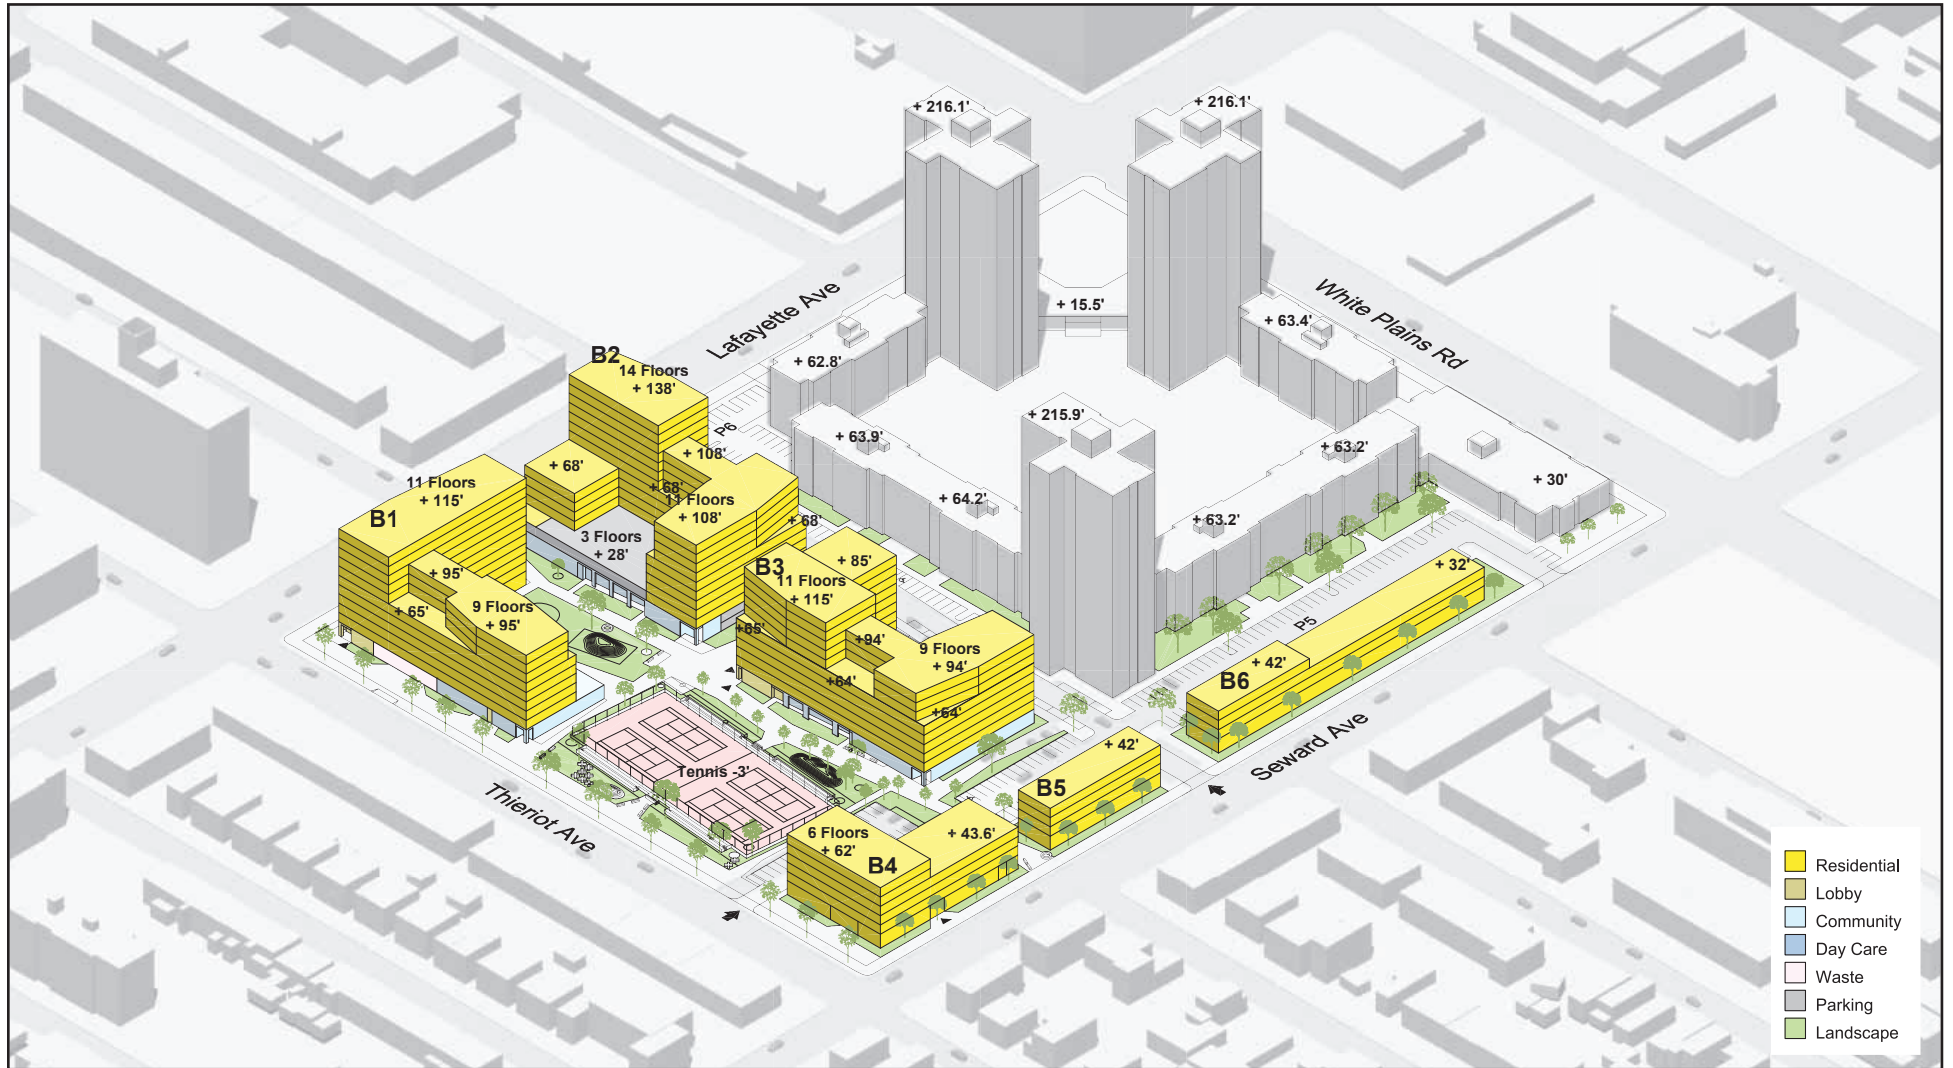 + 216.1'
+ 216.1'
Lafayette Ave
White Plains Rd
+ 15.5'
+ 63.4'
+ 62.8'
B2
14 Floors
+ 138'
P6
+ 215.9'
+ 63.9'
+ 63.2'
+ 108'
+ 68'
+ 68'
11 Floors
+ 115'
B1
11 Floors
+ 108'
+ 68'
+ 64.2'
+ 63.2'
+ 30'
3 Floors
+ 28'
B3
11 Floors
+ 115'
+ 85'
+ 32'
+ 95'
+ 65'
9 Floors
+ 95'
+65'
+94'
9 Floors
+ 94'
+64'
+64'
P5
+ 42'
B6
Seward Ave
+ 42'
B5
Tennis -3'
Thieriot Ave
6 Floors
+ 62'
B4
+ 43.6'
Residential
Lobby
Community
Day Care
Waste
Parking
Landscape